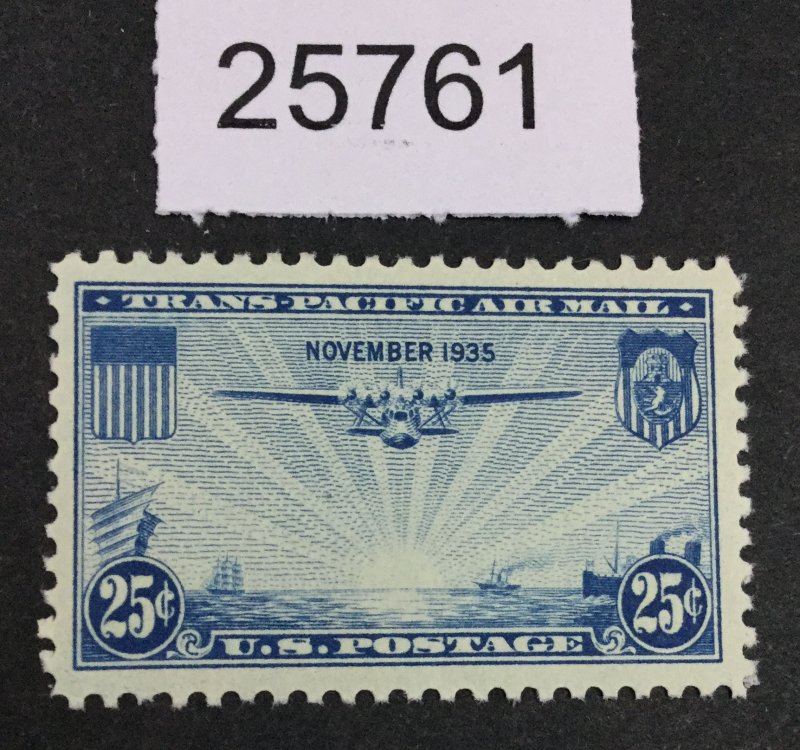 25761
TRANS-PACIFIC AIR MAIL
NOVEMBER 1935
25¢ 25¢
U.S. POSTAGE